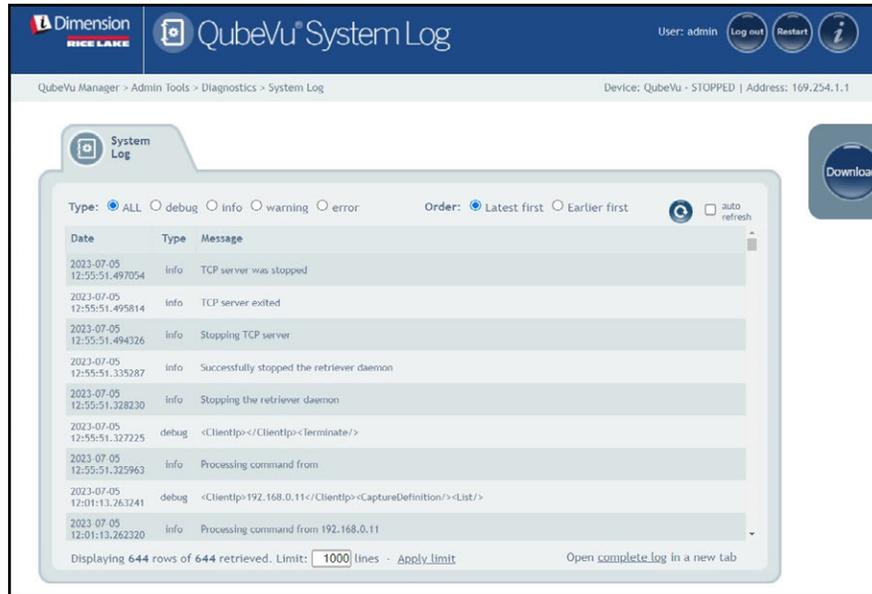 iDimension
RICE LAKE
QubeVu® System Log
User: admin
Log out
Restart
i
QubeVu Manager > Admin Tools > Diagnostics > System Log
Device: QubeVu - STOPPED | Address: 169.254.1.1
System
Log
Download
Type: ALL debug info warning error
Order: Latest first Earlier first
auto
refresh
Date Type Message
2023-07-05
12:55:51.497054 info TCP server was stopped
2023-07-05
12:55:51.495814 info TCP server exited
2023-07-05
12:55:51.494326 info Stopping TCP server
2023-07-05
12:55:51.335287 info Successfully stopped the retriever daemon
2023-07-05
12:55:51.328230 info Stopping the retriever daemon
2023-07-05
12:55:51.327225 debug <ClientIp></ClientIp><Terminate/>
2023-07-05
12:55:51.325963 info Processing command from
2023-07-05
12:01:13.263241 debug <ClientIp>192.168.0.11</ClientIp><CaptureDefinition/><List/>
2023-07-05
12:01:13.262320 info Processing command from 192.168.0.11
Displaying 644 rows of 644 retrieved. Limit: 1000 lines - Apply limit
Open complete log in a new tab